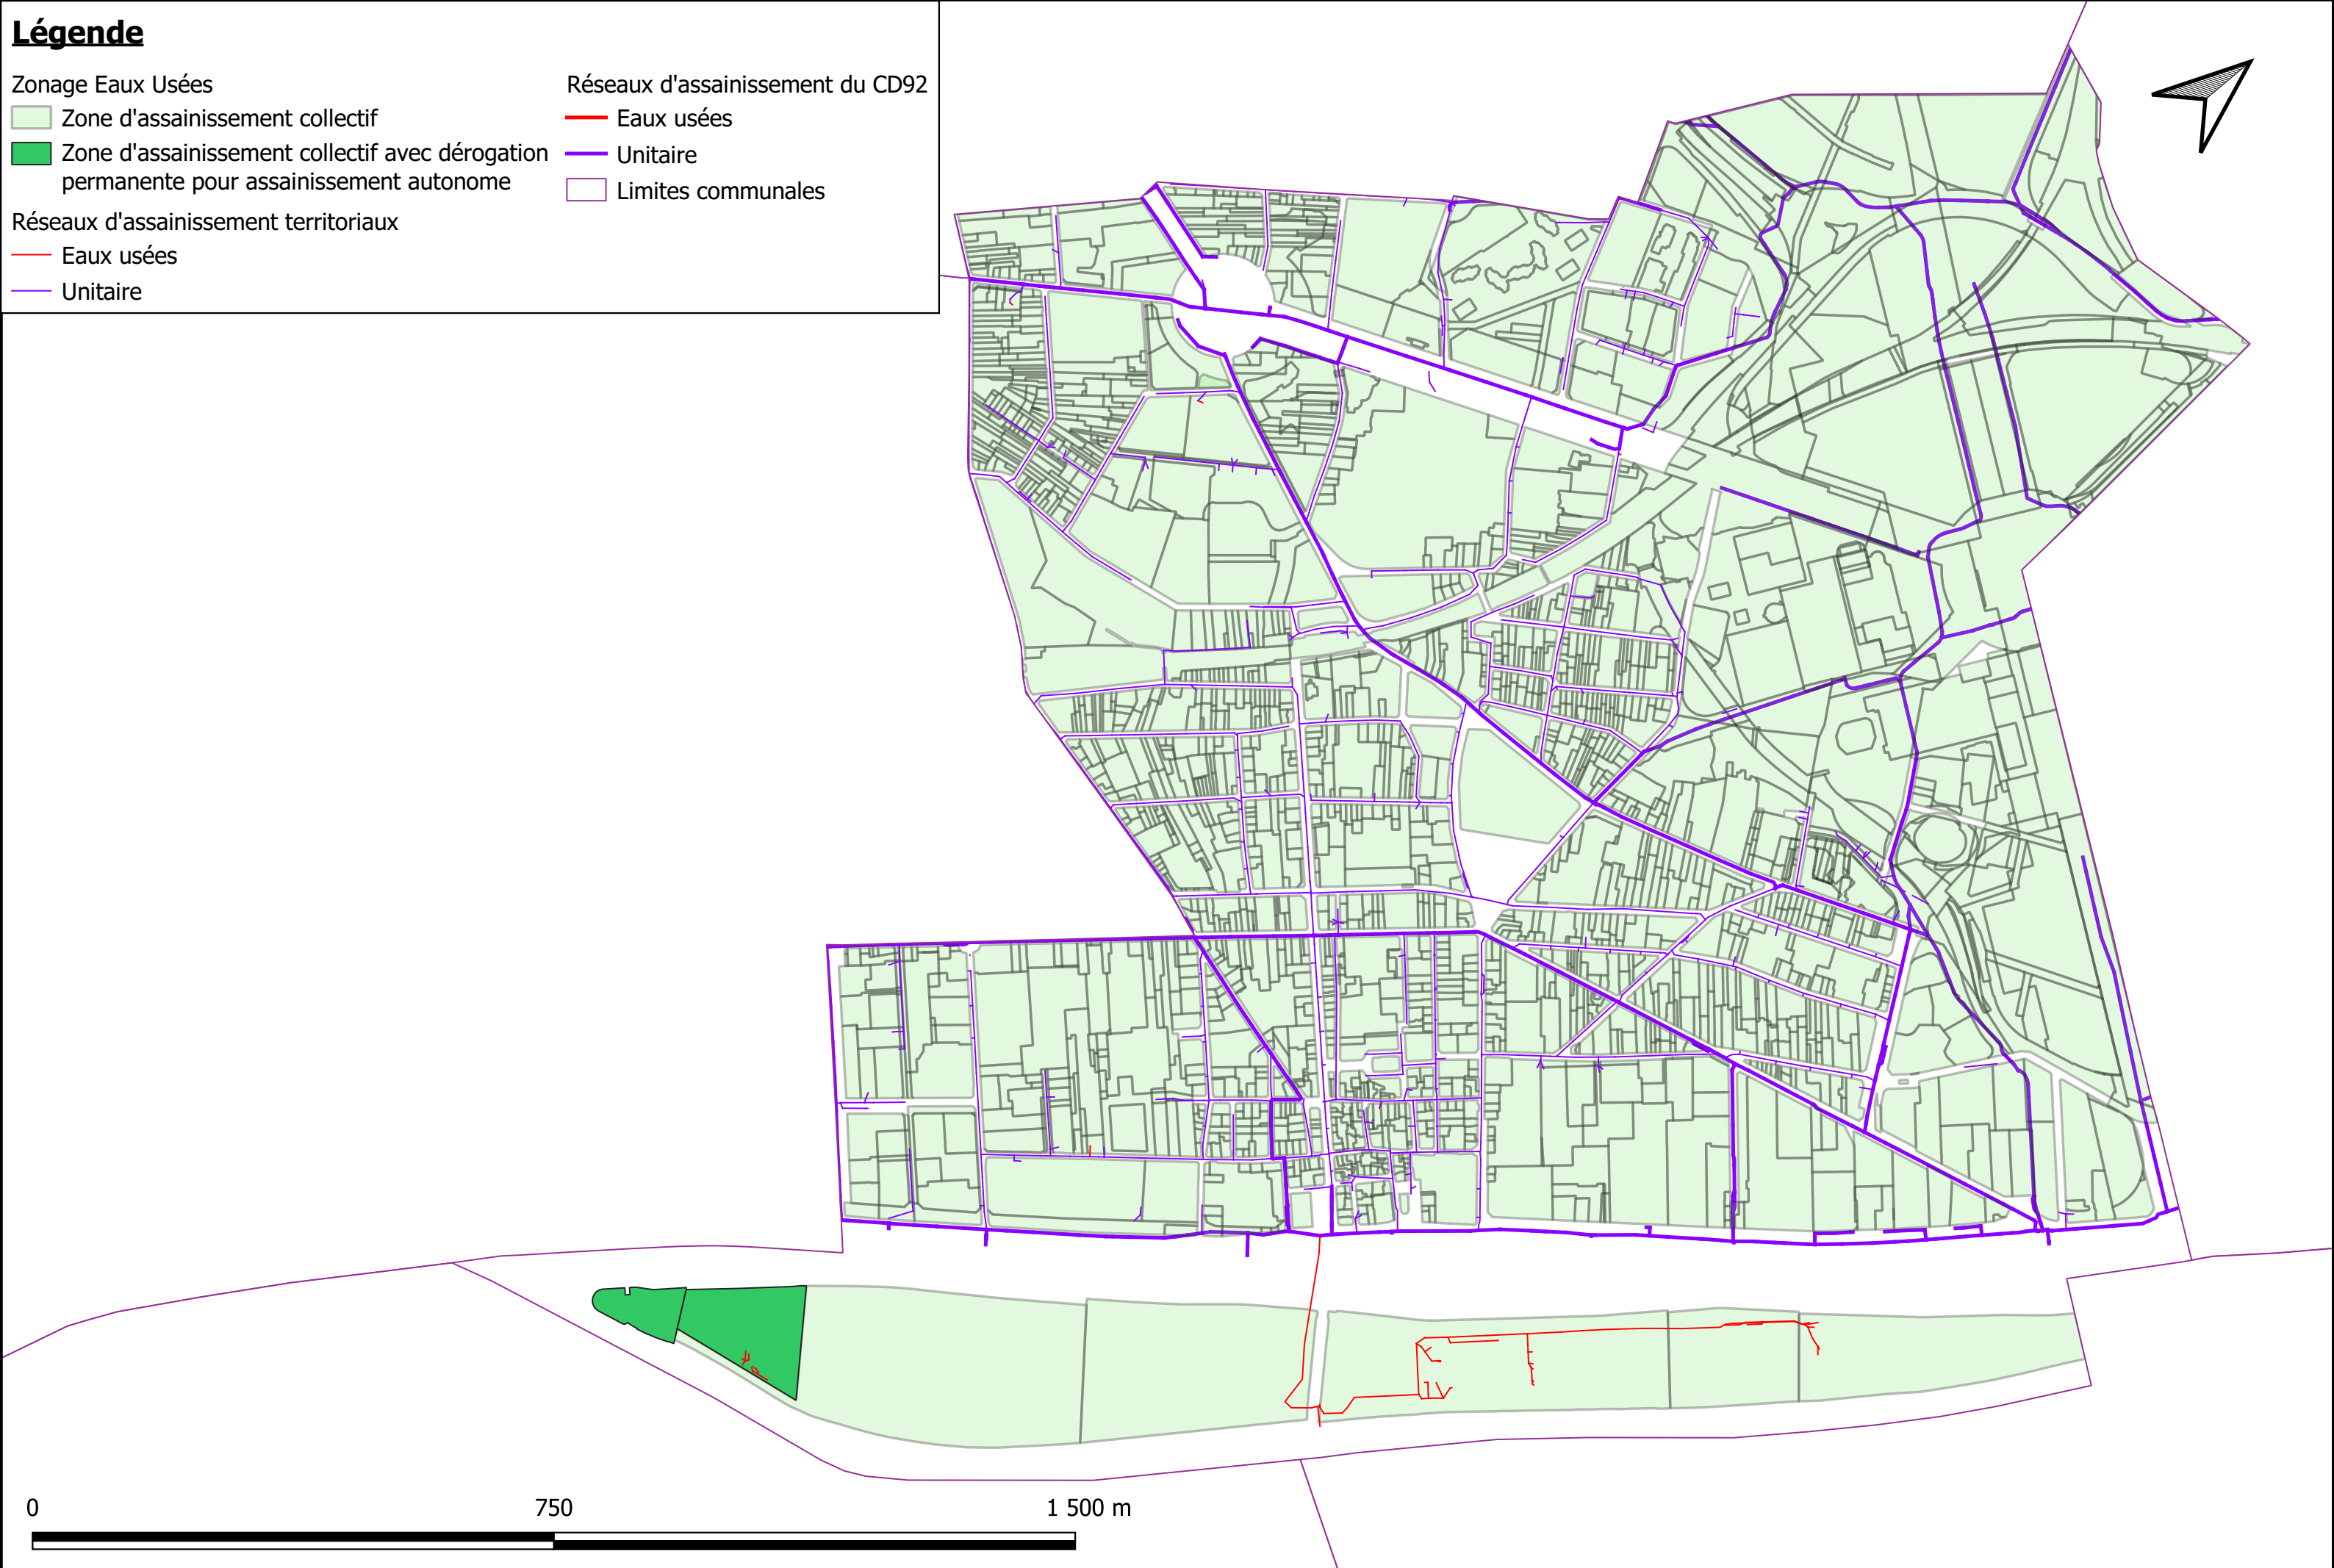 Légende
Zonage Eaux Usées
Zone d'assainissement collectif
Zone d'assainissement collectif avec dérogation
permanente pour assainissement autonome
Réseaux d'assainissement territoriaux
Eaux usées
Unitaire
Réseaux d'assainissement du CD92
Eaux usées
Unitaire
Limites communales
0 750 1 500 m